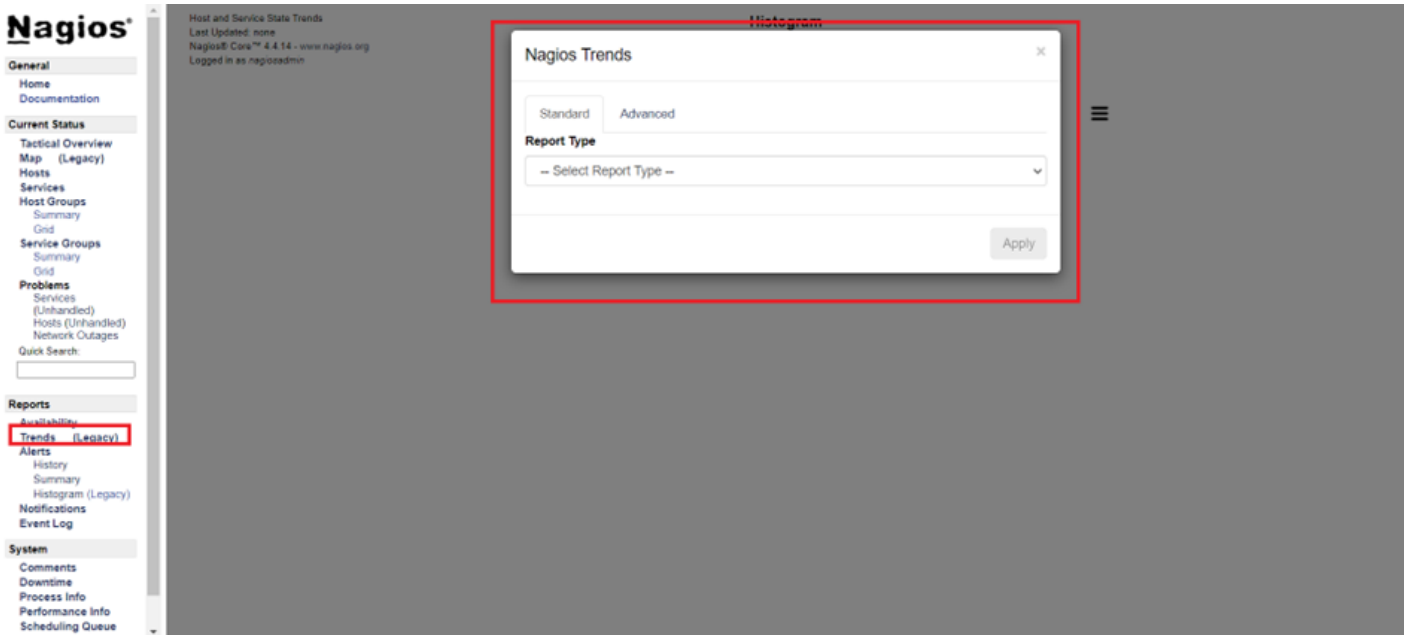 Nagios®
General
Home
Documentation
Current Status
Tactical Overview
Map (Legacy)
Hosts
Services
Host Groups
Summary
Grid
Service Groups
Summary
Grid
Problems
Services
(Unhandled)
Hosts (Unhandled)
Network Outages
Quick Search:
Reports
Availability
Trends (Legacy)
Alerts
History
Summary
Histogram (Legacy)
Notifications
Event Log
System
Comments
Downtime
Process Info
Performance Info
Scheduling Queue
Host and Service State Trends
Last Updated: none
Nagios® Core™ 4.4.14 - www.nagios.org
Logged in as nagiosadmin
Histogram
Nagios Trends ×
Standard Advanced
Report Type
-- Select Report Type --
Apply